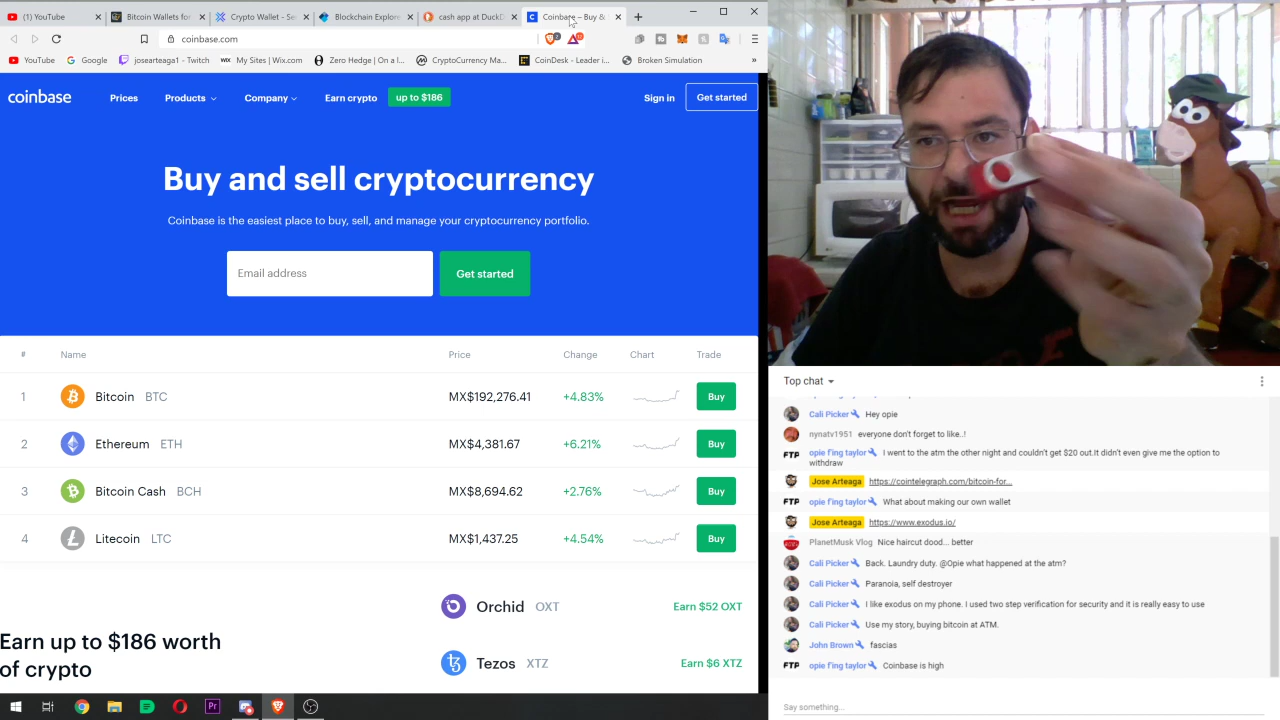 (1) YouTube
Bitcoin Wallets for
Crypto Wallet – Se
Blockchain Explore
cash app at DuckD
Coinbase – Buy &
coinbase.com
YouTube
Google
josearteaga1 - Twitch
WIX
My Sites | Wix.com
Zero Hedge | On a l...
CryptoCurrency Ma...
CoinDesk - Leader i...
Broken Simulation
»
coinbase
Prices
Products
Company
Earn crypto
up to $186
Sign in
Get started
Buy and sell cryptocurrency
Coinbase is the easiest place to buy, sell, and manage your cryptocurrency portfolio.
Email address
Get started
# Name Price Change Chart Trade
1 Bitcoin BTC MX$192,276.41 +4.83% Buy
2 Ethereum ETH MX$4,381.67 +6.21% Buy
3 Bitcoin Cash BCH MX$8,694.62 +2.76% Buy
4 Litecoin LTC MX$1,437.25 +4.54% Buy
Earn up to $186 worth
of crypto
Orchid OXT Earn $52 OXT
Tezos XTZ Earn $6 XTZ
Top chat
Cali Picker Hey opie
nynatv1951 everyone don't forget to like..!
FTP opie f'ing taylor I went to the atm the other night and couldn't get $20 out.It didn't even give me the option to
withdraw
Jose Arteaga https://cointelegraph.com/bitcoin-for...
FTP opie f'ing taylor What about making our own wallet
Jose Arteaga https://www.exodus.io/
PlanetMusk Vlog Nice haircut dood... better
Cali Picker Back. Laundry duty. @Opie what happened at the atm?
Cali Picker Paranoia, self destroyer
Cali Picker I like exodus on my phone. I used two step verification for security and it is really easy to use
Cali Picker Use my story, buying bitcoin at ATM.
John Brown fascias
FTP opie f'ing taylor Coinbase is high
Say something...
Pr